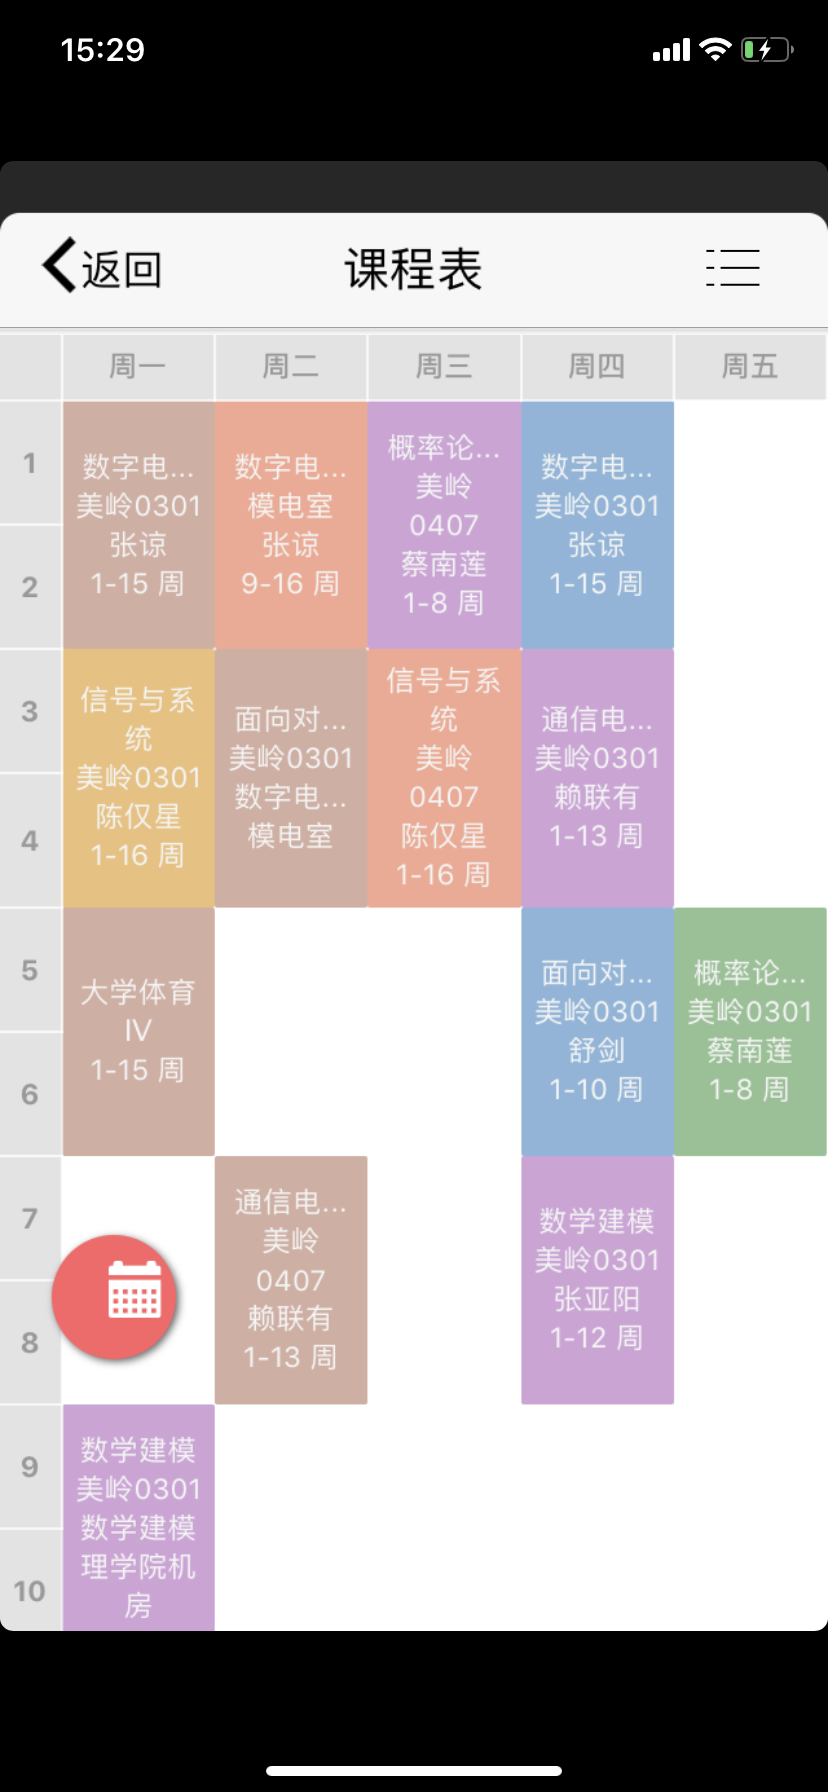 15:29
返回
课程表
周一 周二 周三 周四 周五
1
2
数字电...
美岭0301
张谅
1-15 周
数字电...
模电室
张谅
9-16 周
概率论...
美岭
0407
蔡南莲
1-8 周
数字电...
美岭0301
张谅
1-15 周
3
4
信号与系
统
美岭0301
陈仅星
1-16 周
面向对...
美岭0301
数字电...
模电室
信号与系
统
美岭
0407
陈仅星
1-16 周
通信电...
美岭0301
赖联有
1-13 周
5
6
大学体育
IV
1-15 周
面向对...
美岭0301
舒剑
1-10 周
概率论...
美岭0301
蔡南莲
1-8 周
7
8
通信电...
美岭
0407
赖联有
1-13 周
数学建模
美岭0301
张亚阳
1-12 周
9
10
数学建模
美岭0301
数学建模
理学院机
房